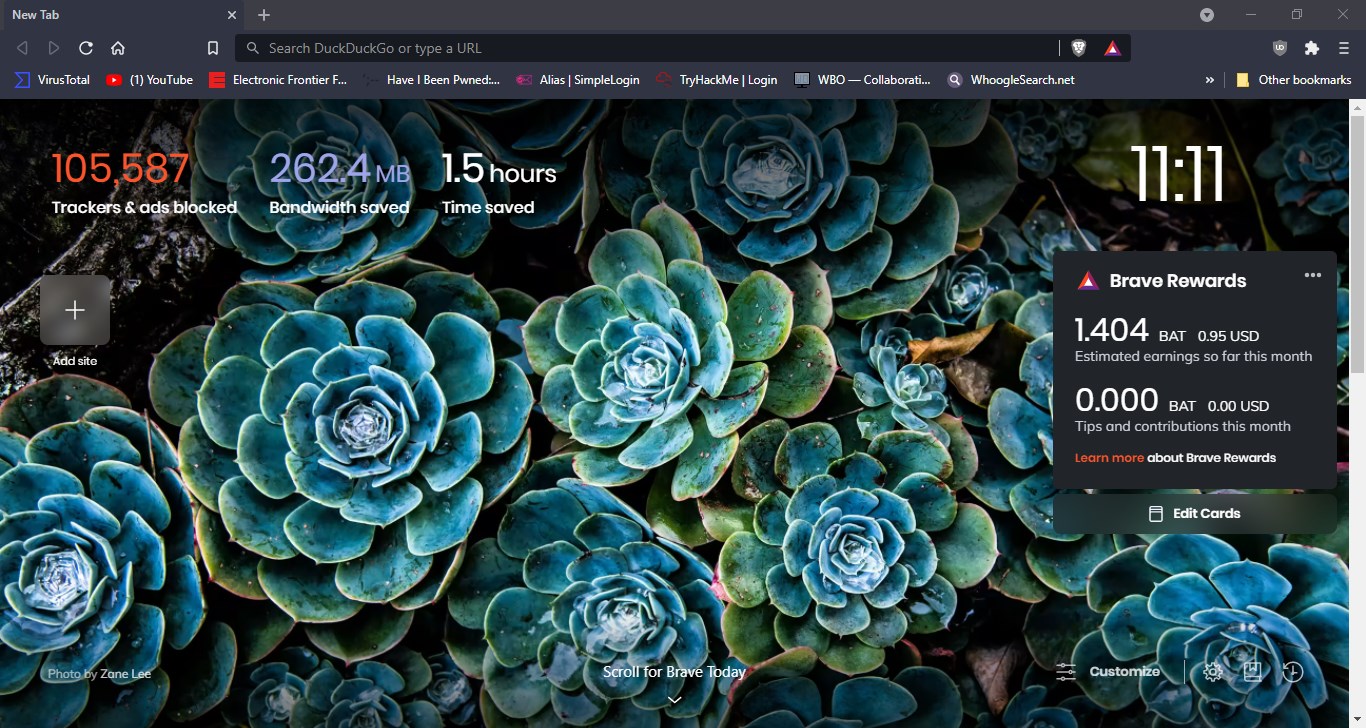 New Tab
Search DuckDuckGo or type a URL
VirusTotal
(1) YouTube
Electronic Frontier F...
Have I Been Pwned:...
Alias | SimpleLogin
TryHackMe | Login
WBO — Collaborati...
WhoogleSearch.net
»
Other bookmarks
105,587
Trackers & ads blocked
262.4 MB
Bandwidth saved
1.5 hours
Time saved
11:11
Add site
Brave Rewards
1.404 BAT 0.95 USD
Estimated earnings so far this month
0.000 BAT 0.00 USD
Tips and contributions this month
Learn more about Brave Rewards
Edit Cards
Photo by Zane Lee
Scroll for Brave Today
Customize